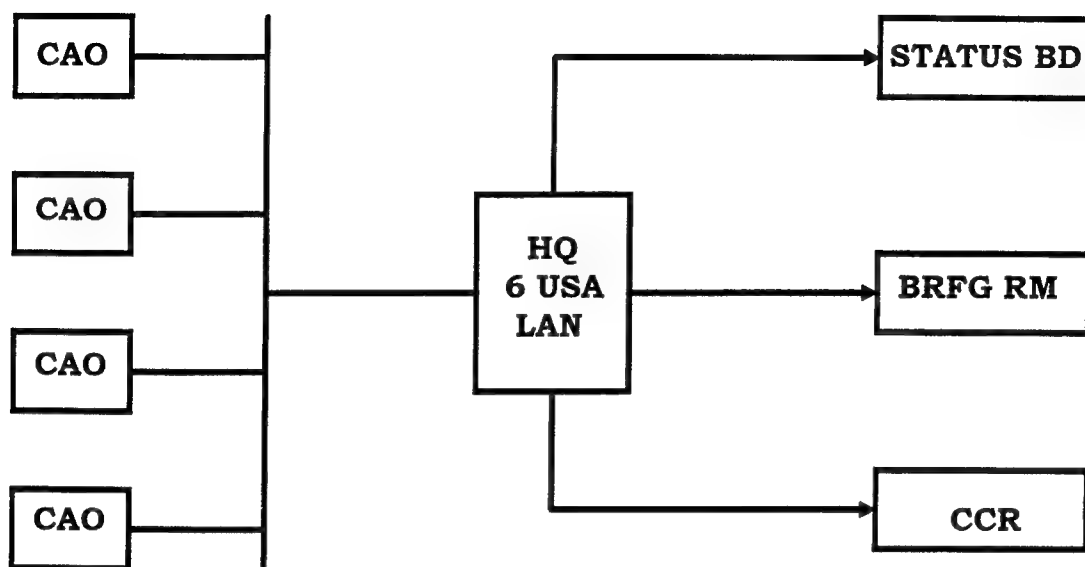 CAO
CAO
CAO
CAO
HQ
6 USA
LAN
STATUS BD
BRFG RM
CCR